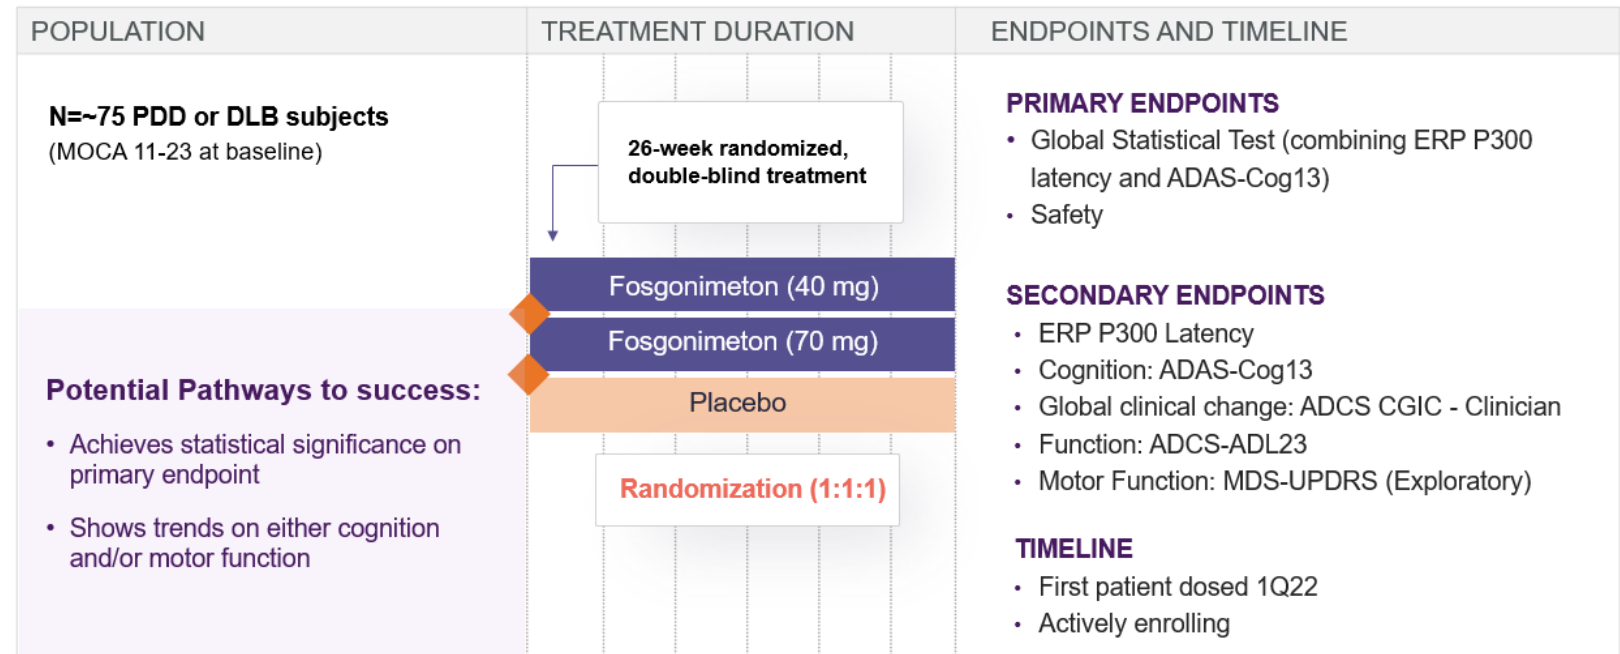 POPULATION
TREATMENT DURATION
ENDPOINTS AND TIMELINE
N=~75 PDD or DLB subjects
(MOCA 11-23 at baseline)
Potential Pathways to success:
• Achieves statistical significance on
primary endpoint
• Shows trends on either cognition
and/or motor function
26-week randomized,
double-blind treatment
Fosgonimeton (40 mg)
Fosgonimeton (70 mg)
Placebo
Randomization (1:1:1)
PRIMARY ENDPOINTS
• Global Statistical Test (combining ERP P300
latency and ADAS-Cog13)
• Safety
SECONDARY ENDPOINTS
• ERP P300 Latency
• Cognition: ADAS-Cog13
• Global clinical change: ADCS CGIC - Clinician
• Function: ADCS-ADL23
• Motor Function: MDS-UPDRS (Exploratory)
TIMELINE
• First patient dosed 1Q22
• Actively enrolling